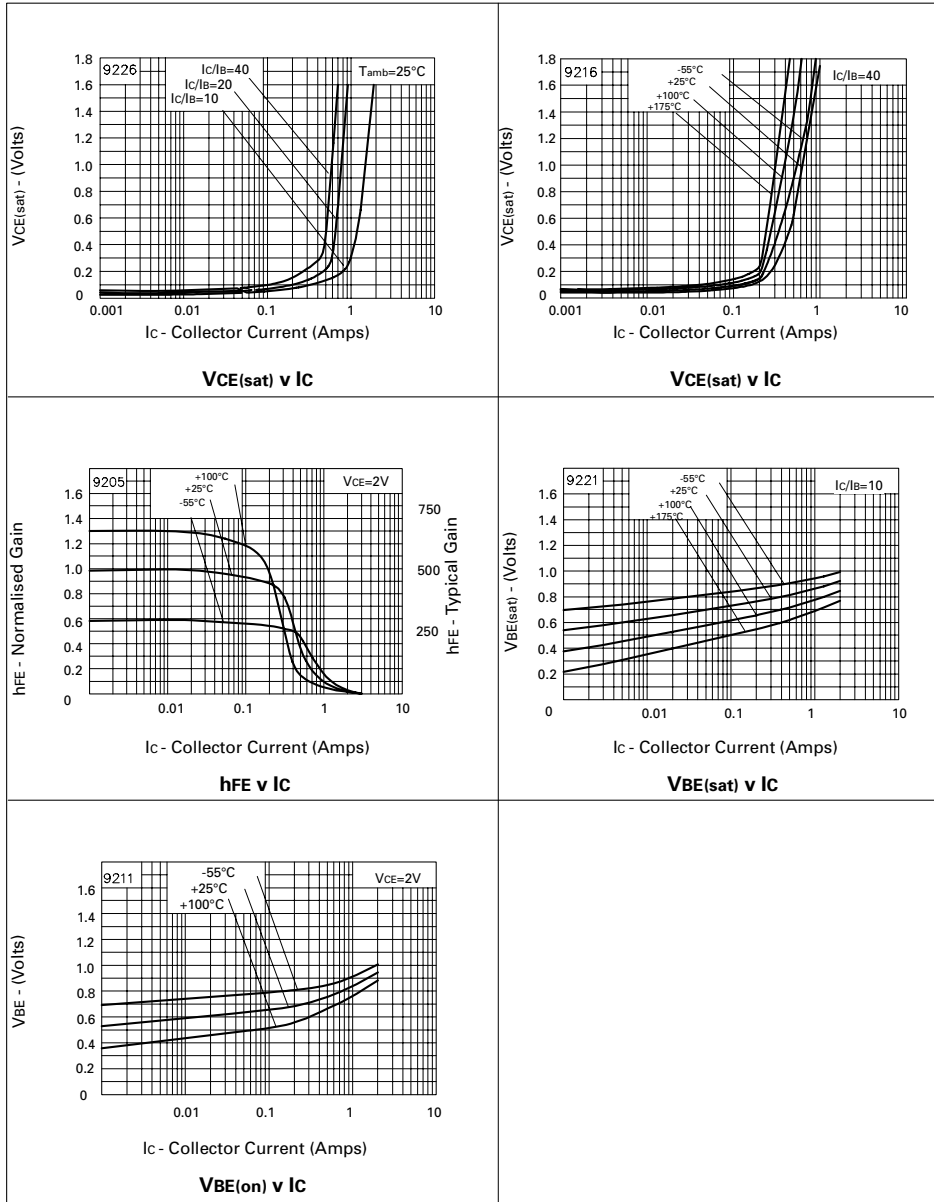 9226
IC/IB=40
IC/IB=20
IC/IB=10
Tamb=25°C
VCE(sat) - (Volts)
1.8
1.6
1.4
1.2
1.0
0.8
0.6
0.4
0.2
0
0.001
0.01
0.1
1
10
IC - Collector Current (Amps)
VCE(sat) v IC
9216
-55°C
+25°C
+100°C
+175°C
IC/IB=40
VCE(sat) - (Volts)
1.8
1.6
1.4
1.2
1.0
0.8
0.6
0.4
0.2
0
0.001
0.01
0.1
1
10
IC - Collector Current (Amps)
VCE(sat) v IC
9205
+100°C
+25°C
-55°C
VCE=2V
hFE - Normalised Gain
1.6
1.4
1.2
1.0
0.8
0.6
0.4
0.2
0
750
500
250
hFE - Typical Gain
0.01
0.1
1
10
IC - Collector Current (Amps)
hFE v IC
9221
-55°C
+25°C
+100°C
+175°C
IC/IB=10
VBE(sat) - (Volts)
1.6
1.4
1.2
1.0
0.8
0.6
0.4
0.2
0
0.01
0.1
1
10
IC - Collector Current (Amps)
VBE(sat) v IC
9211
-55°C
+25°C
+100°C
VCE=2V
VBE - (Volts)
1.6
1.4
1.2
1.0
0.8
0.6
0.4
0.2
0
0.01
0.1
1
10
IC - Collector Current (Amps)
VBE(on) v IC